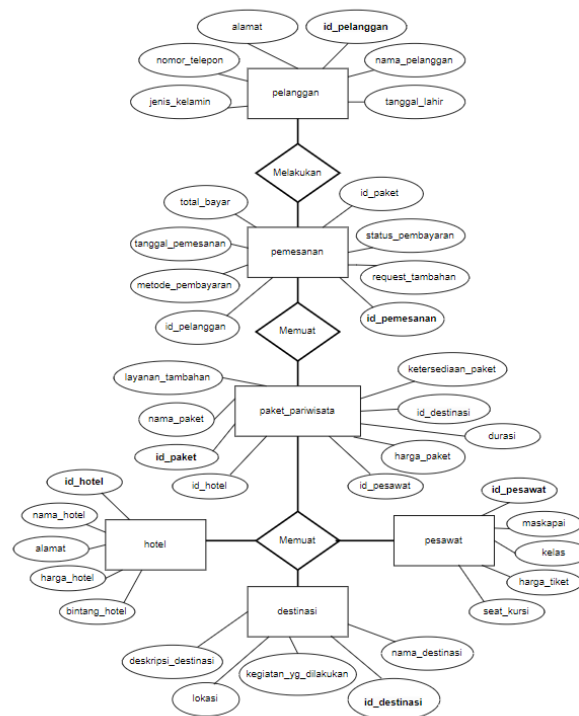 alamat
id_pelanggan
nomor_telepon
nama_pelanggan
pelanggan
jenis_kelamin
tanggal_lahir
Melakukan
id_paket
total_bayar
status_pembayaran
tanggal_pemesanan
pemesanan
request_tambahan
metode_pembayaran
id_pemesanan
id_pelanggan
Memuat
ketersediaan_paket
layanan_tambahan
id_destinasi
nama_paket
paket_pariwisata
durasi
id_paket
harga_paket
id_hotel
id_pesawat
id_hotel
id_pesawat
nama_hotel
maskapai
hotel
Memuat
pesawat
alamat
kelas
harga_hotel
harga_tiket
bintang_hotel
seat_kursi
destinasi
nama_destinasi
deskripsi_destinasi
kegiatan_yg_dilakukan
lokasi
id_destinasi